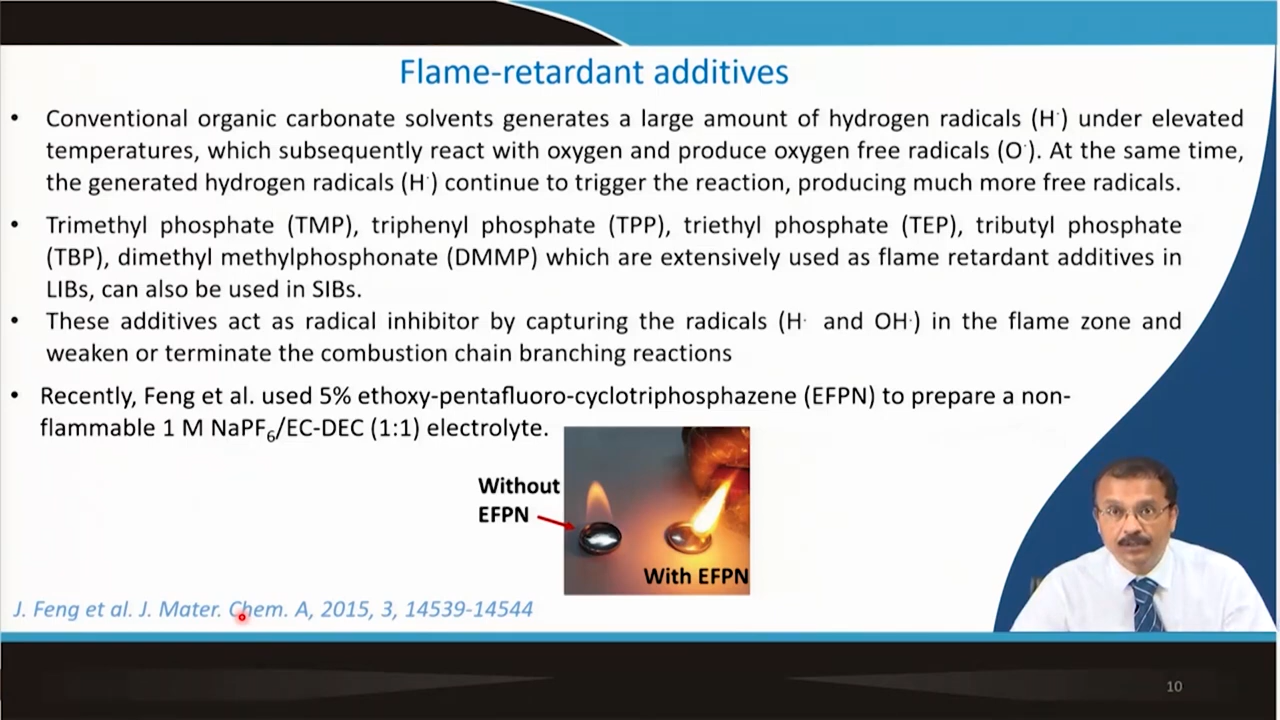 Flame-retardant additives
• Conventional organic carbonate solvents generates a large amount of hydrogen radicals (H·) under elevated
temperatures, which subsequently react with oxygen and produce oxygen free radicals (O·). At the same time,
the generated hydrogen radicals (H·) continue to trigger the reaction, producing much more free radicals.
• Trimethyl phosphate (TMP), triphenyl phosphate (TPP), triethyl phosphate (TEP), tributyl phosphate
(TBP), dimethyl methylphosphonate (DMMP) which are extensively used as flame retardant additives in
LIBs, can also be used in SIBs.
• These additives act as radical inhibitor by capturing the radicals (H· and OH·) in the flame zone and
weaken or terminate the combustion chain branching reactions
• Recently, Feng et al. used 5% ethoxy-pentafluoro-cyclotriphosphazene (EFPN) to prepare a non-
flammable 1 M NaPF₆/EC-DEC (1:1) electrolyte.
Without
EFPN
With EFPN
J. Feng et al. J. Mater. Chem. A, 2015, 3, 14539-14544
10